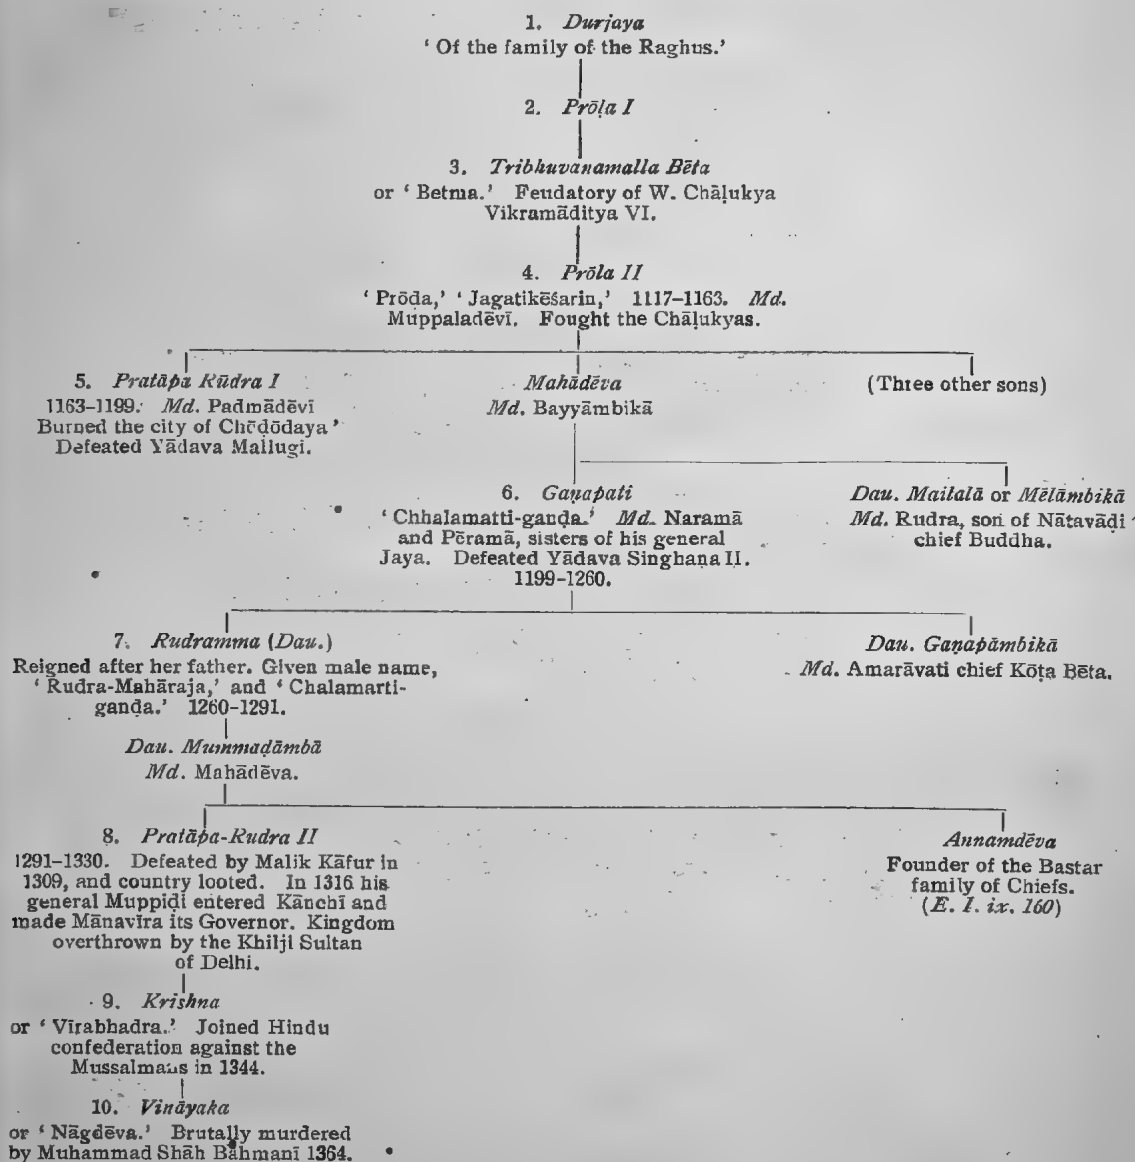 1. Durjaya
‘ Of the family of the Raghus.’
2. Prōḷa I
3. Tribhuvanamalla Bēta
or ‘ Betma.’ Feudatory of W. Chāḷukya
Vikramāditya VI.
4. Prōla II
‘ Prōḍa,’ ‘ Jagatikēśarin,’ 1117–1163. Md.
Muppaladēvī. Fought the Chāḷukyas.
5. Pratāpa Rūdra I
1163–1199. Md. Padmādēvī
Burned the city of Chēḍōdaya’
Defeated Yādava Mallugi.
Mahādēva
Md. Bayyāmbikā
(Three other sons)
6. Gaṇapati
‘ Chhalamatti-gaṇḍa.’ Md. Naramā
and Pēramā, sisters of his general
Jaya. Defeated Yādava Singhaṇa II.
1199–1260.
Dau. Mailalā or Mēlāmbikā
Md. Rudra, son of Nātavāḍi
chief Buddha.
7. Rudramma (Dau.)
Reigned after her father. Given male name,
‘ Rudra-Mahāraja,’ and ‘ Chalamarti-
gaṇḍa.’ 1260–1291.
Dau. Gaṇapāmbikā
Md. Amarāvati chief Kōṭa Bēta.
Dau. Mummaḍāmbā
Md. Mahādēva.
8. Pratāpa-Rudra II
1291–1330. Defeated by Malik Kāfur in
1309, and country looted. In 1316 his
general Muppiḍi entered Kānchī and
made Mānavīra its Governor. Kingdom
overthrown by the Khilji Sultan
of Delhi.
Annamdēva
Founder of the Bastar
family of Chiefs.
(E. I. ix. 160)
9. Krishna
or ‘ Vīrabhadra.’ Joined Hindu
confederation against the
Mussalmans in 1344.
10. Vināyaka
or ‘ Nāgdēva.’ Brutally murdered
by Muhammad Shāh Bāhmanī 1364.